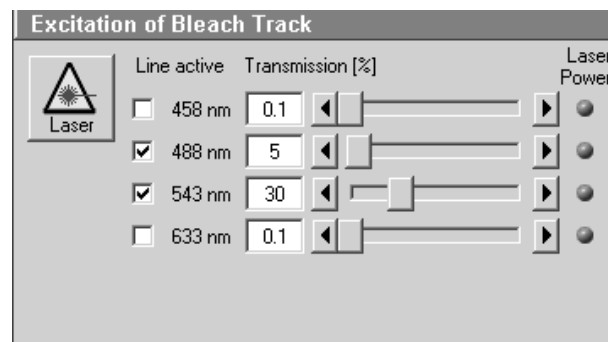 Excitation of Bleach Track
Line active Transmission [%] Laser Power
Laser
458 nm 0.1
488 nm 5
543 nm 30
633 nm 0.1